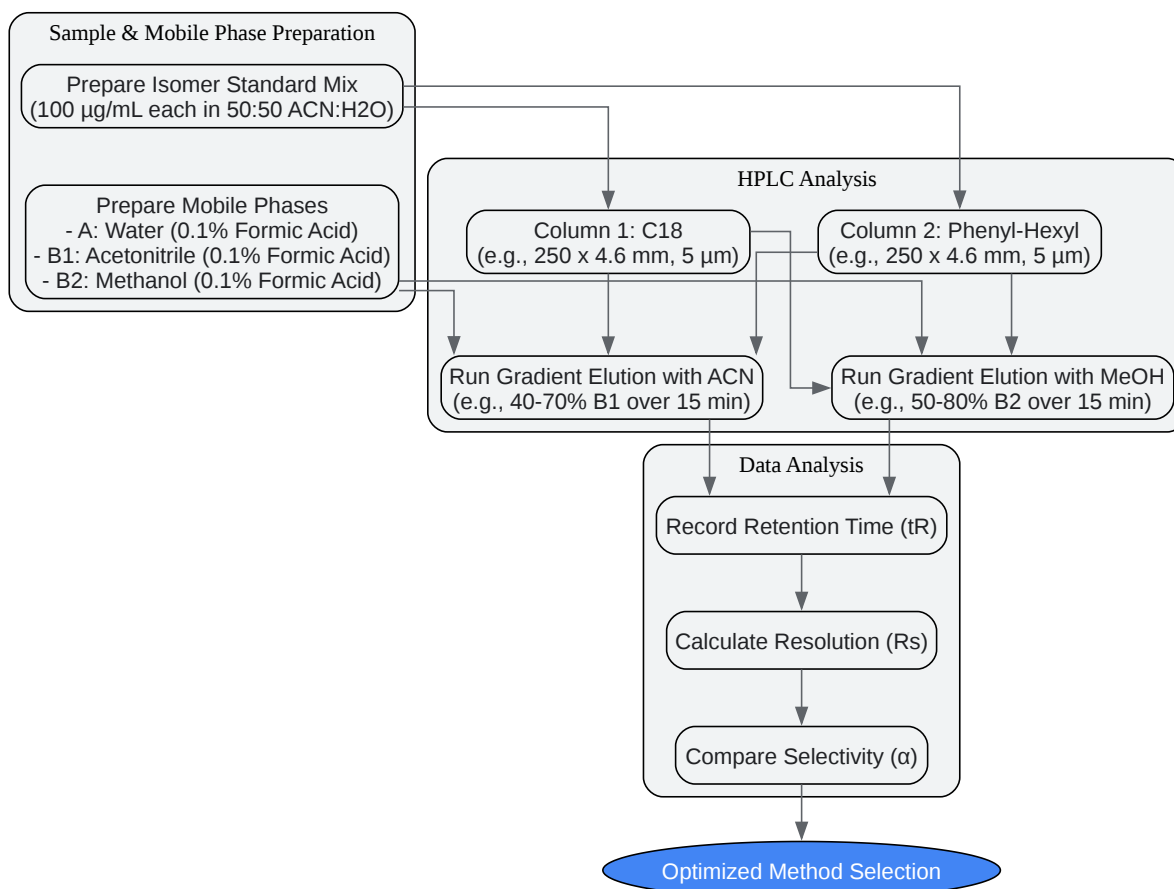 Sample & Mobile Phase Preparation
Prepare Isomer Standard Mix
(100 µg/mL each in 50:50 ACN:H2O)
Prepare Mobile Phases
- A: Water (0.1% Formic Acid)
- B1: Acetonitrile (0.1% Formic Acid)
- B2: Methanol (0.1% Formic Acid)
HPLC Analysis
Column 1: C18
(e.g., 250 x 4.6 mm, 5 µm)
Column 2: Phenyl-Hexyl
(e.g., 250 x 4.6 mm, 5 µm)
Run Gradient Elution with ACN
(e.g., 40-70% B1 over 15 min)
Run Gradient Elution with MeOH
(e.g., 50-80% B2 over 15 min)
Data Analysis
Record Retention Time (tR)
Calculate Resolution (Rs)
Compare Selectivity (α)
Optimized Method Selection